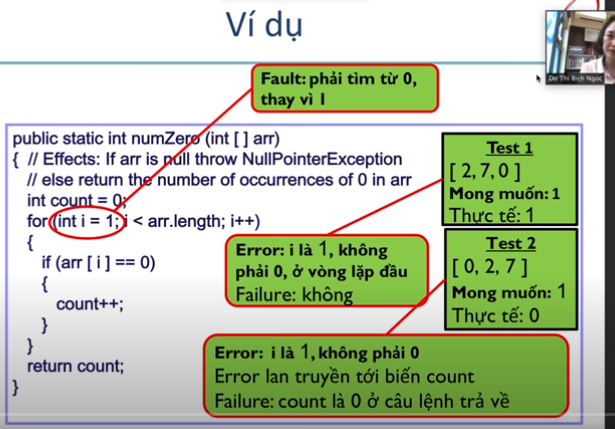 Ví dụ
Do Thi Bich Ngoc
Fault: phải tìm từ 0,
thay vì 1
public static int numZero (int [ ] arr)
{ // Effects: If arr is null throw NullPointerException
// else return the number of occurrences of 0 in arr
int count = 0;
for (int i = 1; i < arr.length; i++)
{
if (arr [ i ] == 0)
{
count++;
}
}
return count;
}
Test 1
[ 2, 7, 0 ]
Mong muốn: 1
Thực tế: 1
Error: i là 1, không
phải 0, ở vòng lặp đầu
Failure: không
Test 2
[ 0, 2, 7 ]
Mong muốn: 1
Thực tế: 0
Error: i là 1, không phải 0
Error lan truyền tới biến count
Failure: count là 0 ở câu lệnh trả về